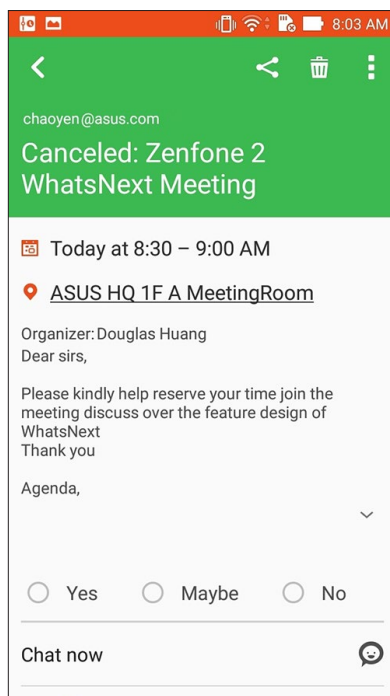 8:03 AM
chaoyen@asus.com
Canceled: Zenfone 2
WhatsNext Meeting
Today at 8:30 – 9:00 AM
ASUS HQ 1F A MeetingRoom
Organizer: Douglas Huang
Dear sirs,
Please kindly help reserve your time join the
meeting discuss over the feature design of
WhatsNext
Thank you
Agenda,
Yes Maybe No
Chat now